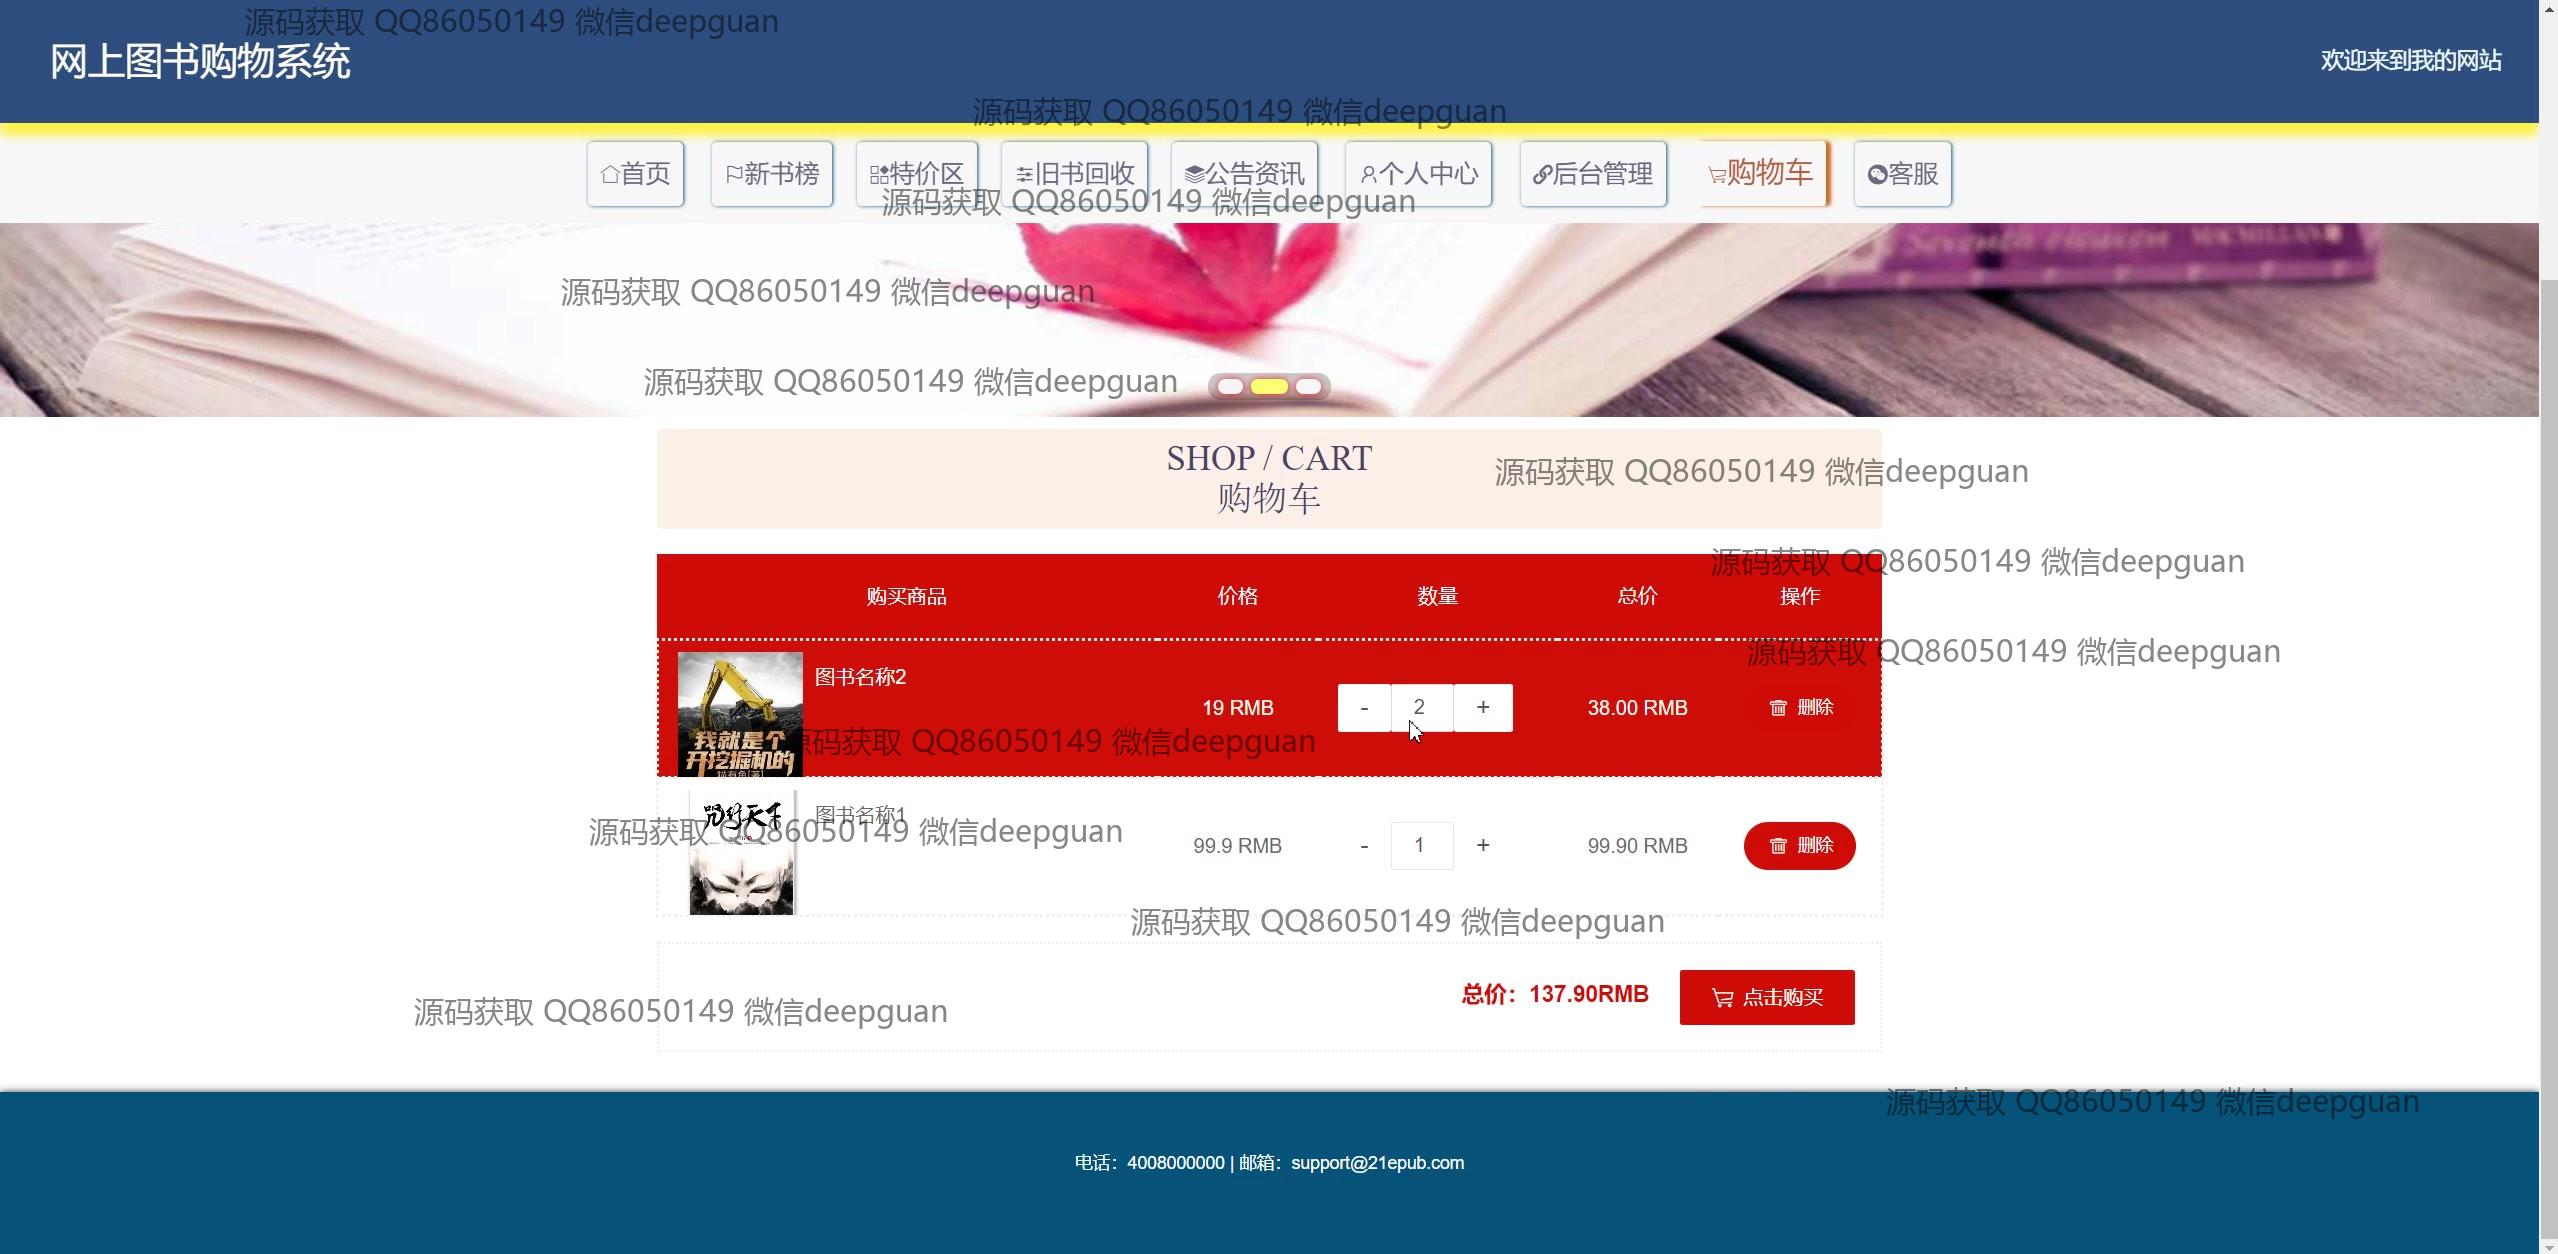 源码获取 QQ86050149 微信deepguan
网上图书购物系统
欢迎来到我的网站
源码获取 QQ86050149 微信deepguan
首页 新书榜 特价区 旧书回收 公告资讯 个人中心 后台管理 购物车 客服
源码获取 QQ86050149 微信deepguan
源码获取 QQ86050149 微信deepguan
源码获取 QQ86050149 微信deepguan
SHOP / CART
源码获取 QQ86050149 微信deepguan
购物车
源码获取 QQ86050149 微信deepguan
购买商品 价格 数量 总价 操作
源码获取 QQ86050149 微信deepguan
图书名称2
19 RMB - 2 + 38.00 RMB 删除
我就是个
开挖掘机的
源码获取 QQ86050149 微信deepguan
图书名称1
源码获取 QQ86050149 微信deepguan
99.9 RMB - 1 + 99.90 RMB 删除
源码获取 QQ86050149 微信deepguan
总价：137.90RMB 点击购买
源码获取 QQ86050149 微信deepguan
源码获取 QQ86050149 微信deepguan
电话：4008000000 | 邮箱：support@21epub.com